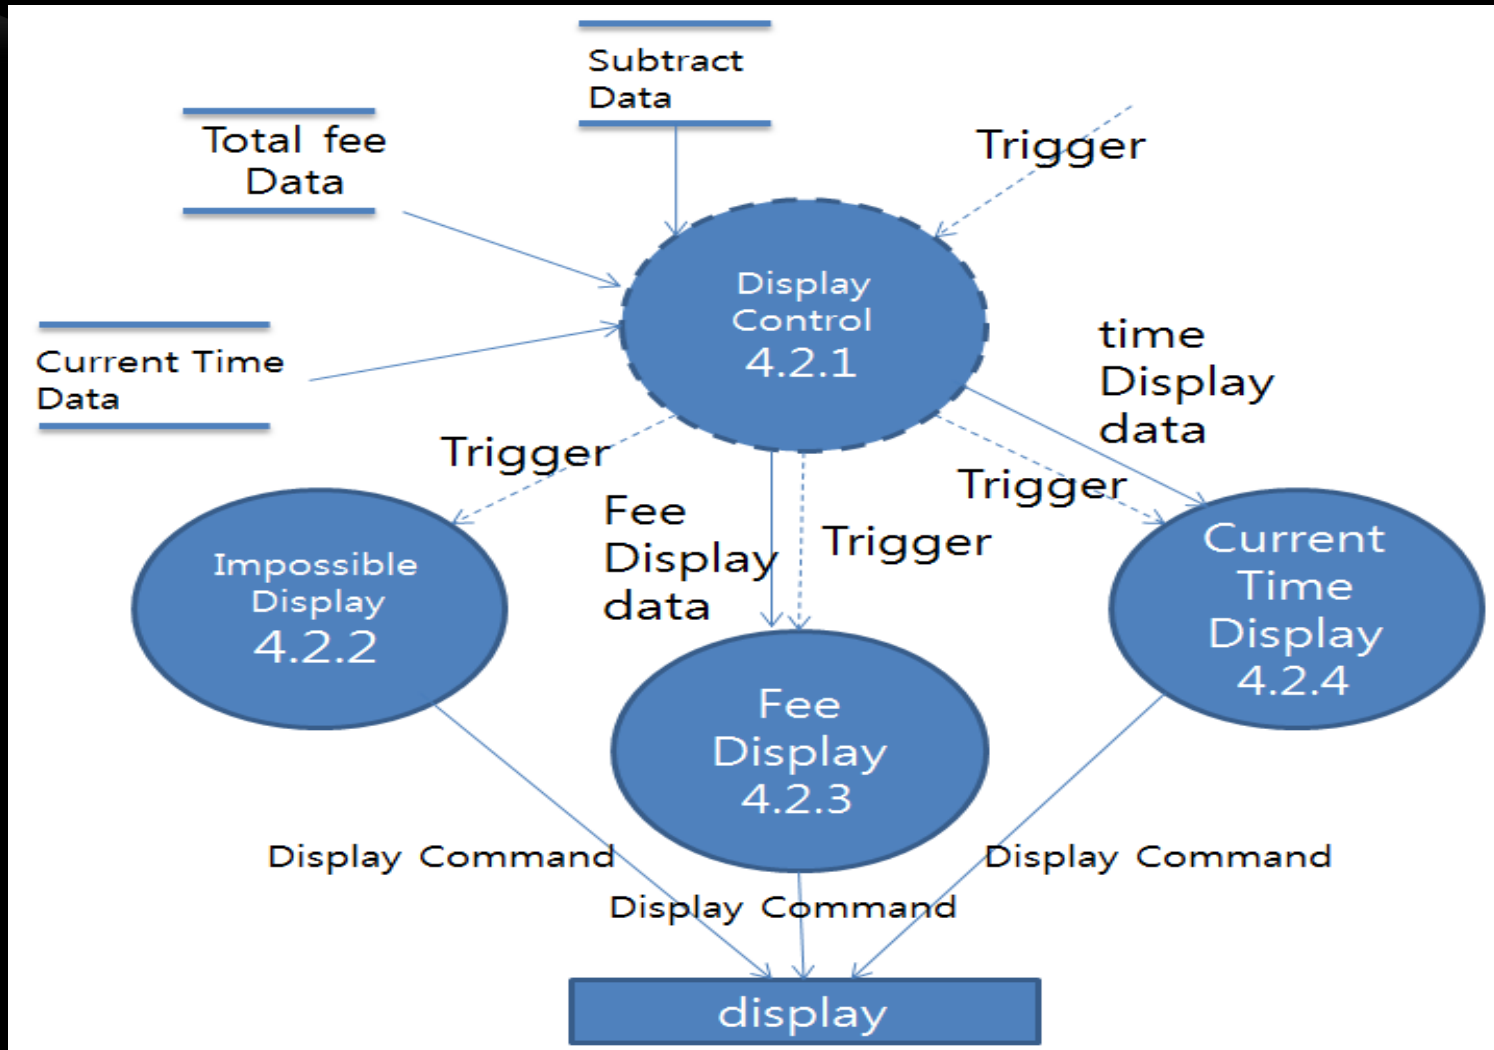 Subtract
Data
Total fee
Data
Trigger
Display
Control
4.2.1
Current Time
Data
time
Display
data
Trigger
Trigger
Fee
Display
data
Trigger
Impossible
Display
4.2.2
Current
Time
Display
4.2.4
Fee
Display
4.2.3
Display Command
Display Command
Display Command
display